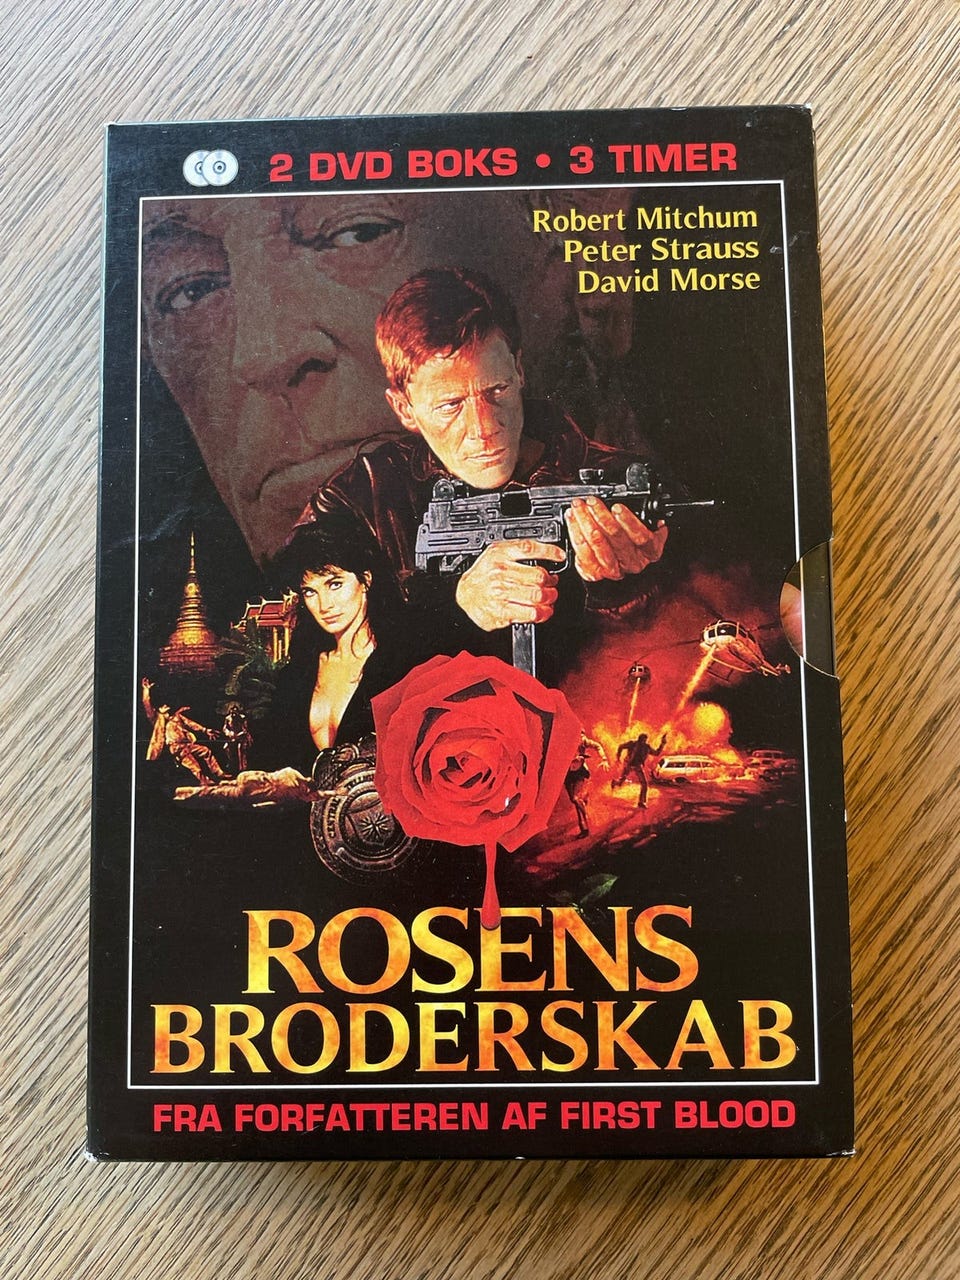 2 DVD BOKS • 3 TIMER
Robert Mitchum
Peter Strauss
David Morse
ROSENS
BRODERSKAB
FRA FORFATTEREN AF FIRST BLOOD